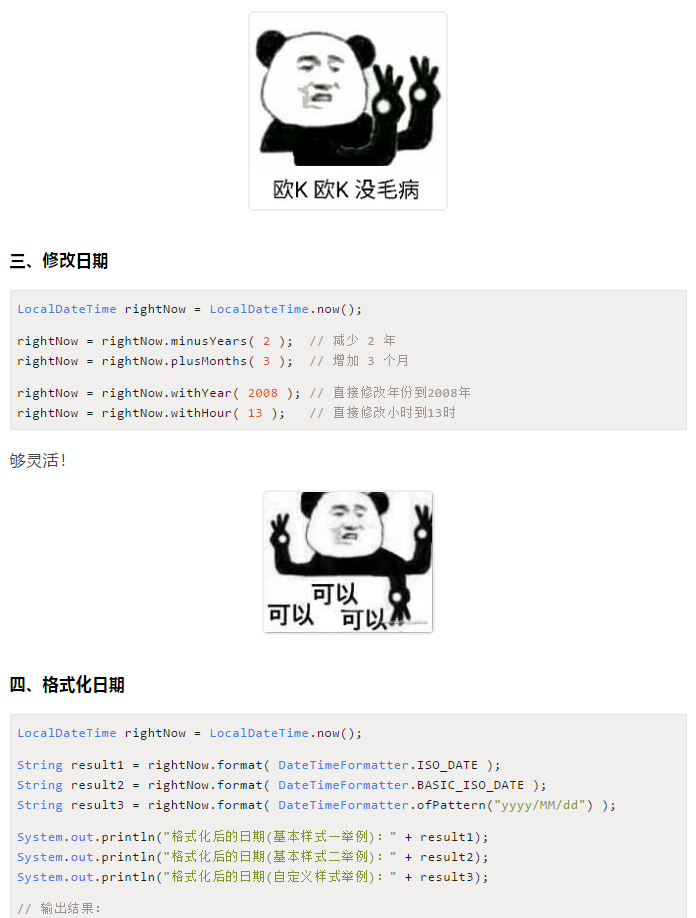 欧K 欧K 没毛病
三、修改日期
LocalDateTime rightNow = LocalDateTime.now();
rightNow = rightNow.minusYears( 2 );  // 减少 2 年
rightNow = rightNow.plusMonths( 3 );  // 增加 3 个月
rightNow = rightNow.withYear( 2008 ); // 直接修改年份到2008年
rightNow = rightNow.withHour( 13 );   // 直接修改小时到13时
够灵活！
可以
可以
可以
四、格式化日期
LocalDateTime rightNow = LocalDateTime.now();
String result1 = rightNow.format( DateTimeFormatter.ISO_DATE );
String result2 = rightNow.format( DateTimeFormatter.BASIC_ISO_DATE );
String result3 = rightNow.format( DateTimeFormatter.ofPattern("yyyy/MM/dd") );
System.out.println("格式化后的日期(基本样式一举例)：" + result1);
System.out.println("格式化后的日期(基本样式二举例)：" + result2);
System.out.println("格式化后的日期(自定义样式举例)：" + result3);
// 输出结果：